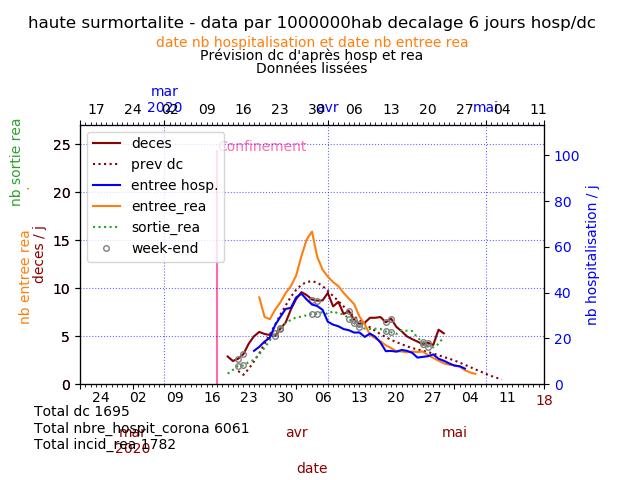 haute surmortalite - data par 1000000hab decalage 6 jours hosp/dc
date nb hospitalisation et date nb entree rea
Prévision dc d'après hosp et rea
Données lissées
mar
2020
avr
mai
17 24 02 09 16 23 30 06 13 20 27 04 11
nb sortie rea
nb entree rea
deces / j
nb hospitalisation / j
Confinement
deces
prev dc
entree hosp.
entree_rea
sortie_rea
week-end
25
20
15
10
5
0
100
80
60
40
20
0
24 02 09 16 23 30 06 13 20 27 04 11 18
Total dc 1695
Total nbre_hospit_corona 6061
Total incid_rea 1782
mar
2020
avr
mai
date